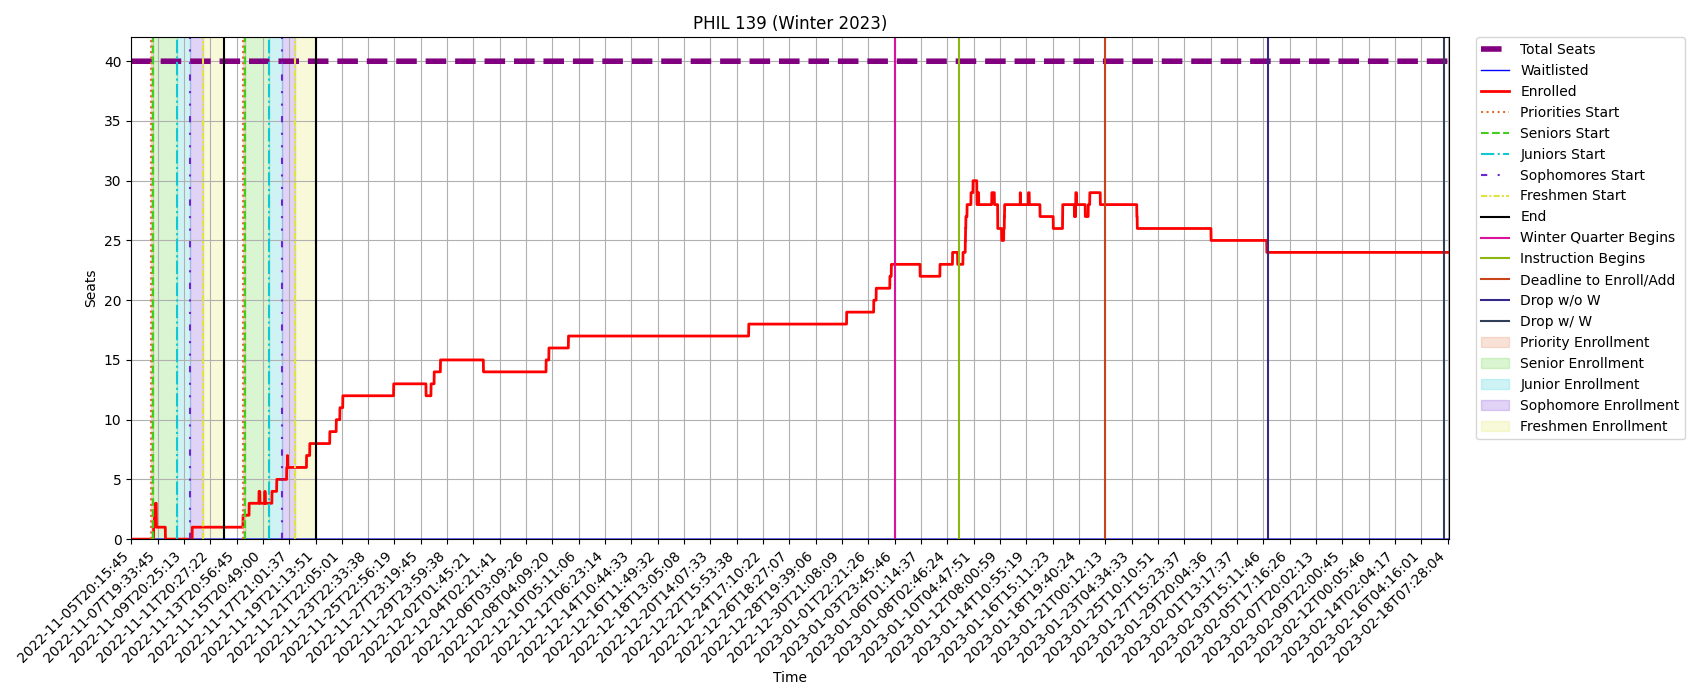 PHIL 139 (Winter 2023)
Seats
40
35
30
25
20
15
10
5
0
2022-11-05T20:15:45
2022-11-07T19:33:45
2022-11-09T20:25:13
2022-11-11T20:27:22
2022-11-13T20:56:45
2022-11-15T20:49:00
2022-11-17T21:01:37
2022-11-19T21:13:51
2022-11-21T22:05:01
2022-11-23T22:33:38
2022-11-25T22:56:19
2022-11-27T23:19:45
2022-11-29T23:59:38
2022-12-02T01:45:21
2022-12-04T02:21:41
2022-12-06T03:09:26
2022-12-08T04:09:20
2022-12-10T05:11:06
2022-12-12T06:23:14
2022-12-14T10:44:33
2022-12-16T11:49:32
2022-12-18T13:05:08
2022-12-20T14:07:33
2022-12-22T15:53:38
2022-12-24T17:10:22
2022-12-26T18:27:07
2022-12-28T19:39:06
2022-12-30T21:08:09
2023-01-01T22:21:26
2023-01-03T23:45:46
2023-01-06T01:14:37
2023-01-08T02:46:24
2023-01-10T04:47:51
2023-01-12T08:00:59
2023-01-14T10:55:19
2023-01-16T15:11:23
2023-01-18T19:40:24
2023-01-21T00:12:13
2023-01-23T04:34:33
2023-01-25T10:10:51
2023-01-27T15:23:37
2023-01-29T20:04:36
2023-02-01T13:17:37
2023-02-03T15:11:46
2023-02-05T17:16:26
2023-02-07T20:02:13
2023-02-09T22:00:45
2023-02-12T00:05:46
2023-02-14T02:04:17
2023-02-16T04:16:01
2023-02-18T07:28:04
Time
Total Seats
Waitlisted
Enrolled
Priorities Start
Seniors Start
Juniors Start
Sophomores Start
Freshmen Start
End
Winter Quarter Begins
Instruction Begins
Deadline to Enroll/Add
Drop w/o W
Drop w/ W
Priority Enrollment
Senior Enrollment
Junior Enrollment
Sophomore Enrollment
Freshmen Enrollment